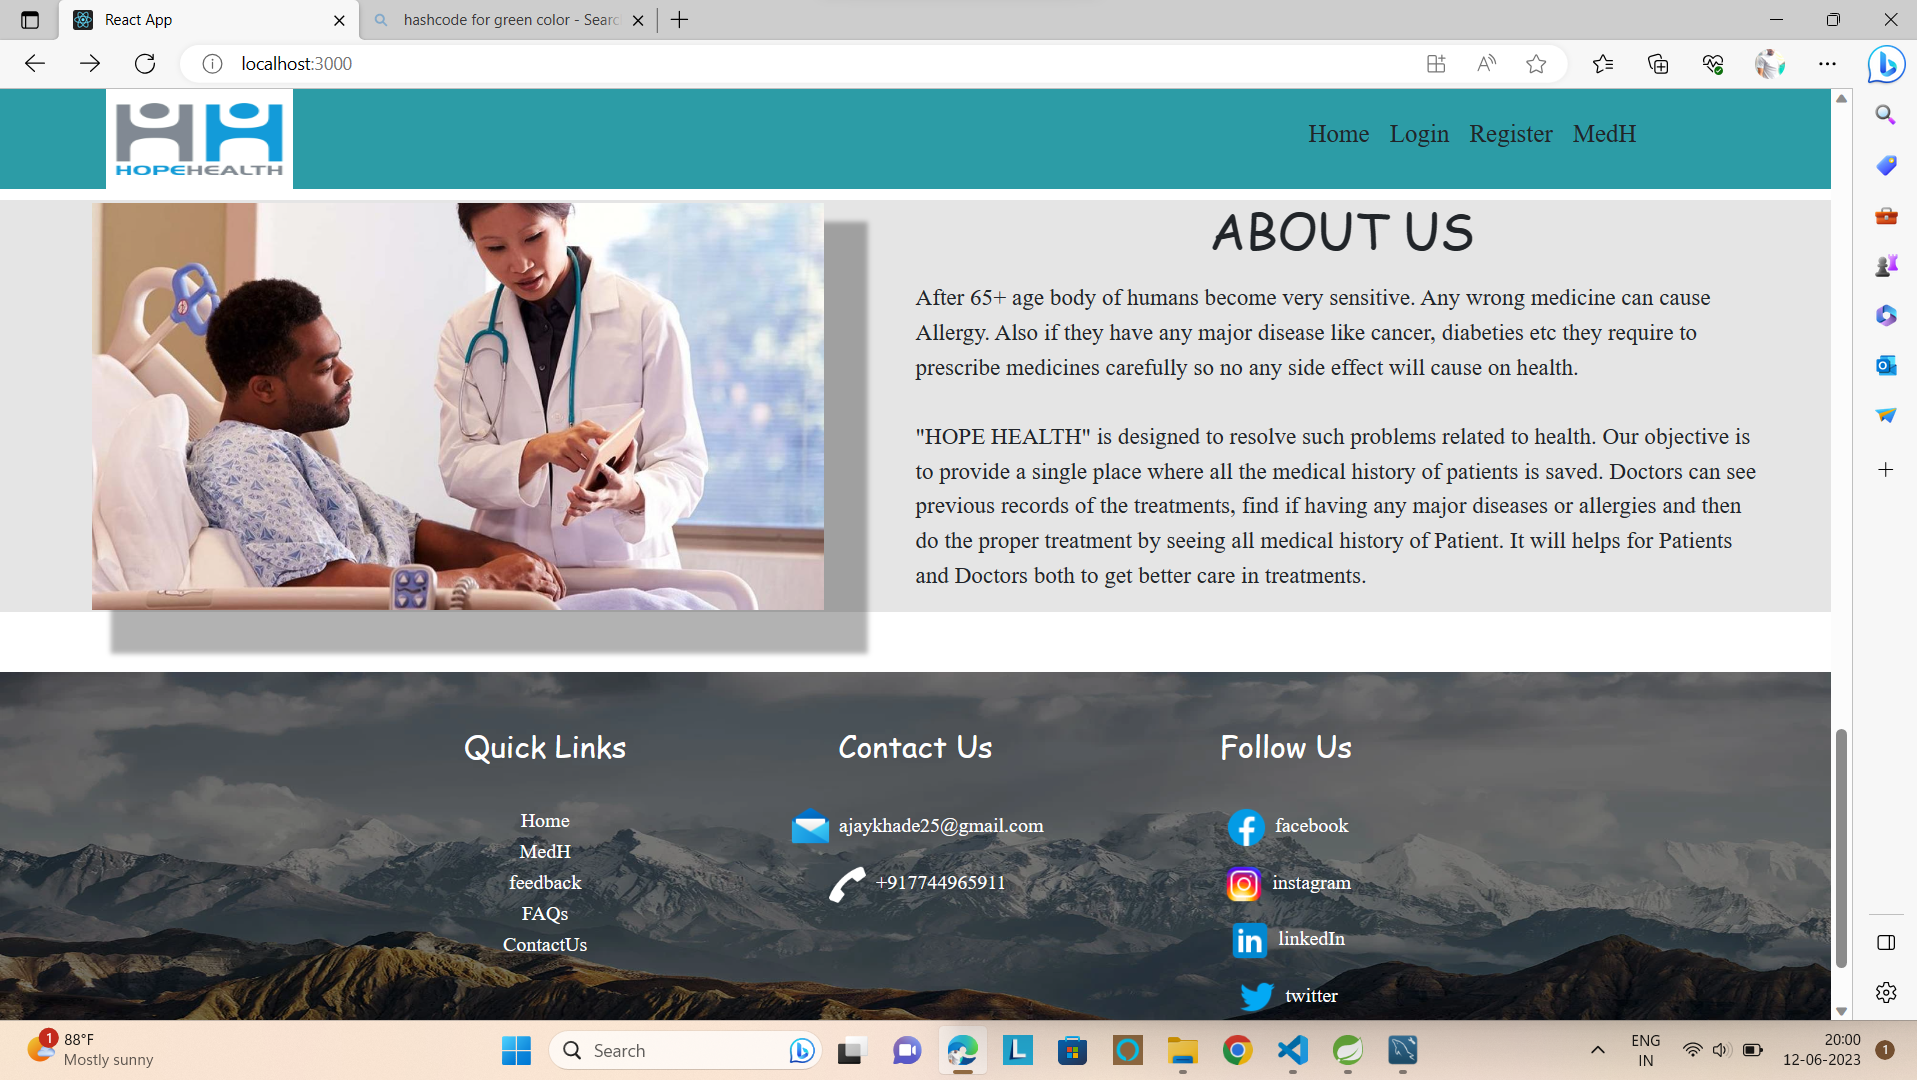 React App
hashcode for green color - Searc
localhost:3000
HOPEHEALTH
Home Login Register MedH
ABOUT US
After 65+ age body of humans become very sensitive. Any wrong medicine can cause
Allergy. Also if they have any major disease like cancer, diabeties etc they require to
prescribe medicines carefully so no any side effect will cause on health.
"HOPE HEALTH" is designed to resolve such problems related to health. Our objective is
to provide a single place where all the medical history of patients is saved. Doctors can see
previous records of the treatments, find if having any major diseases or allergies and then
do the proper treatment by seeing all medical history of Patient. It will helps for Patients
and Doctors both to get better care in treatments.
Quick Links
Home
MedH
feedback
FAQs
ContactUs
Contact Us
ajaykhade25@gmail.com
+917744965911
Follow Us
facebook
instagram
linkedIn
twitter
1
88°F
Mostly sunny
Search
ENG
IN
20:00
12-06-2023
1